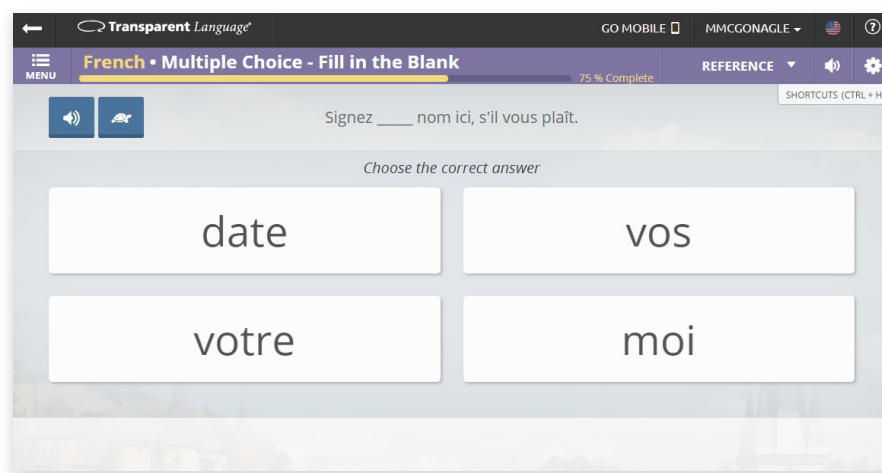 Transparent Language
GO MOBILE
MMCGONAGLE
MENU
French • Multiple Choice - Fill in the Blank
75 % Complete
REFERENCE
SHORTCUTS (CTRL + H
Signez _____ nom ici, s'il vous plaît.
Choose the correct answer
date
vos
votre
moi